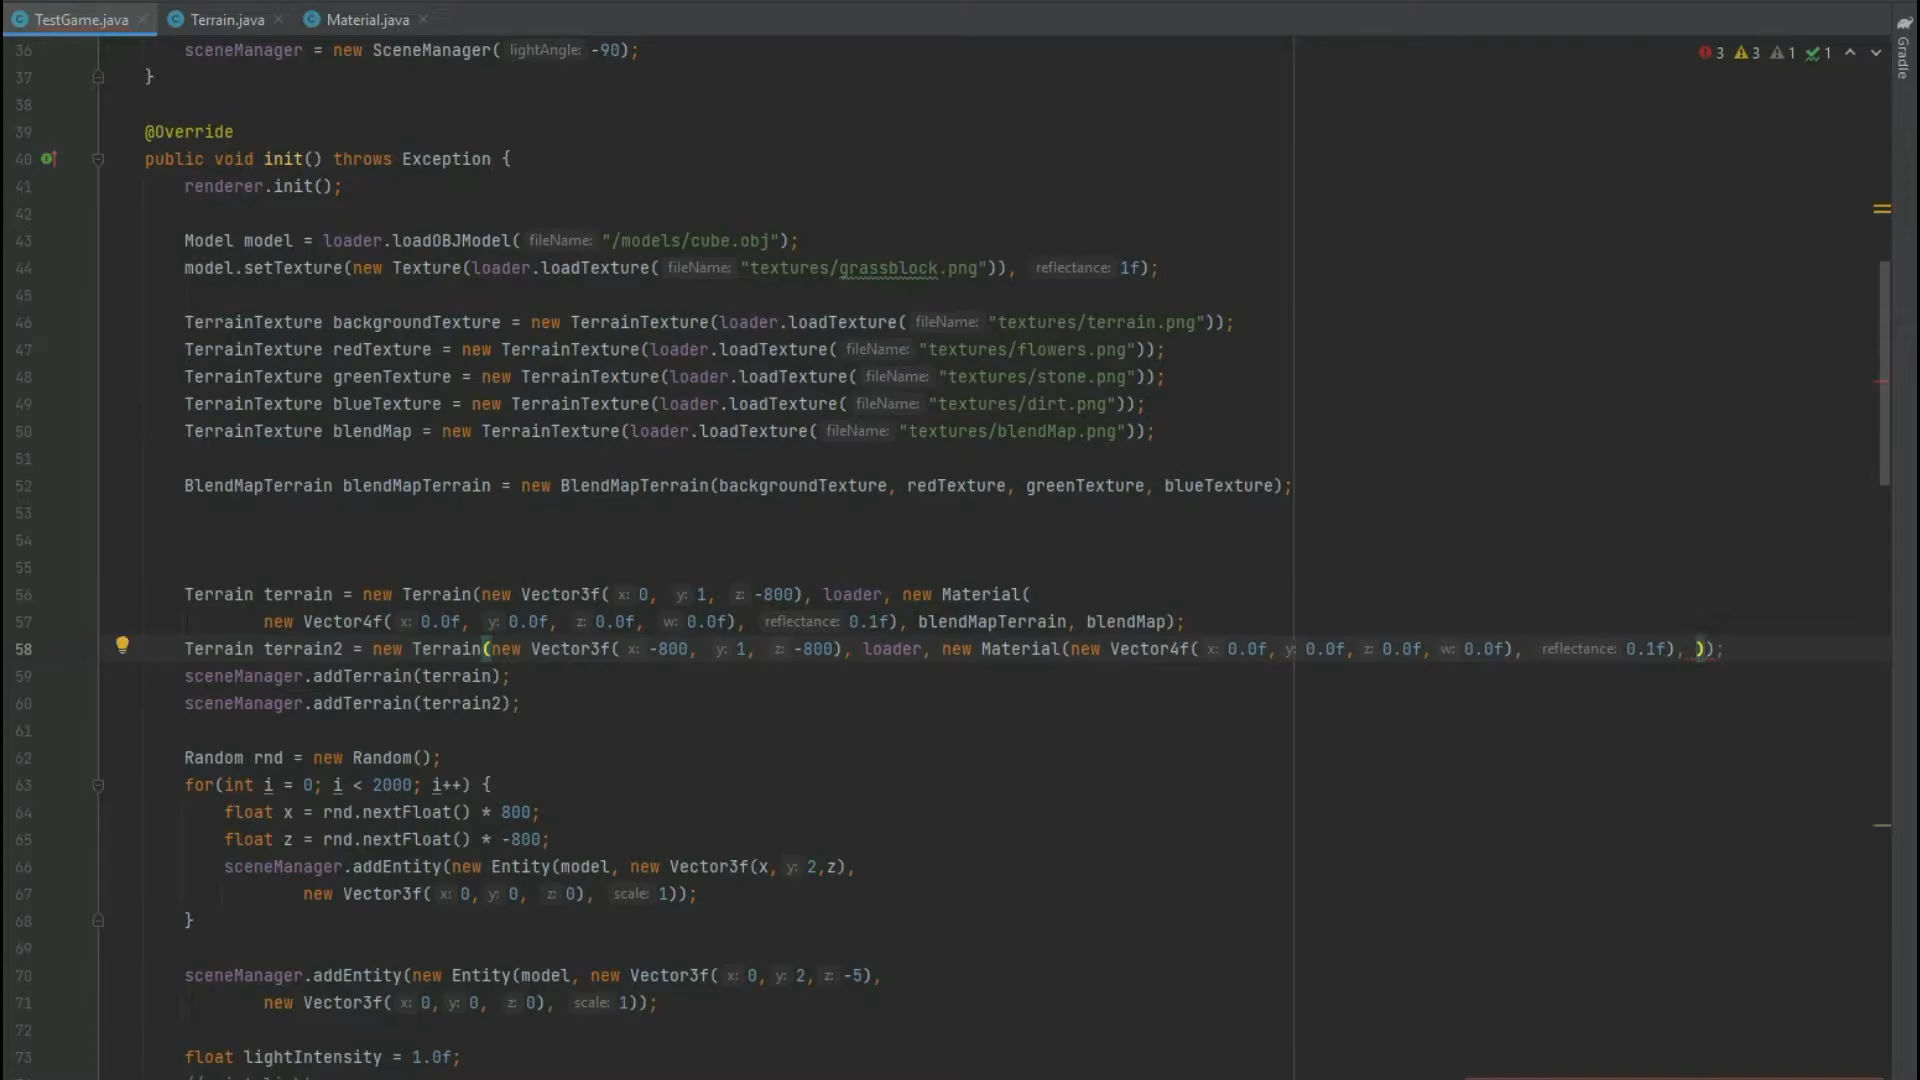 TestGame.java Terrain.java Material.java
36 sceneManager = new SceneManager( lightAngle: -90);
37 }
38
39 @Override
40 public void init() throws Exception {
41 renderer.init();
42
43 Model model = loader.loadOBJModel( fileName: "/models/cube.obj");
44 model.setTexture(new Texture(loader.loadTexture( fileName: "textures/grassblock.png")), reflectance: 1f);
45
46 TerrainTexture backgroundTexture = new TerrainTexture(loader.loadTexture( fileName: "textures/terrain.png"));
47 TerrainTexture redTexture = new TerrainTexture(loader.loadTexture( fileName: "textures/flowers.png"));
48 TerrainTexture greenTexture = new TerrainTexture(loader.loadTexture( fileName: "textures/stone.png"));
49 TerrainTexture blueTexture = new TerrainTexture(loader.loadTexture( fileName: "textures/dirt.png"));
50 TerrainTexture blendMap = new TerrainTexture(loader.loadTexture( fileName: "textures/blendMap.png"));
51
52 BlendMapTerrain blendMapTerrain = new BlendMapTerrain(backgroundTexture, redTexture, greenTexture, blueTexture);
53
54
55
56 Terrain terrain = new Terrain(new Vector3f( x: 0, y: 1, z: -800), loader, new Material(
57 new Vector4f( x: 0.0f, y: 0.0f, z: 0.0f, w: 0.0f), reflectance: 0.1f), blendMapTerrain, blendMap);
58 Terrain terrain2 = new Terrain(new Vector3f( x: -800, y: 1, z: -800), loader, new Material(new Vector4f( x: 0.0f, y: 0.0f, z: 0.0f, w: 0.0f), reflectance: 0.1f), ));
59 sceneManager.addTerrain(terrain);
60 sceneManager.addTerrain(terrain2);
61
62 Random rnd = new Random();
63 for(int i = 0; i < 2000; i++) {
64 float x = rnd.nextFloat() * 800;
65 float z = rnd.nextFloat() * -800;
66 sceneManager.addEntity(new Entity(model, new Vector3f(x, y: 2,z),
67 new Vector3f( x: 0, y: 0, z: 0), scale: 1));
68 }
69
70 sceneManager.addEntity(new Entity(model, new Vector3f( x: 0, y: 2, z: -5),
71 new Vector3f( x: 0, y: 0, z: 0), scale: 1));
72
73 float lightIntensity = 1.0f;
3 3 1 1
Gradle